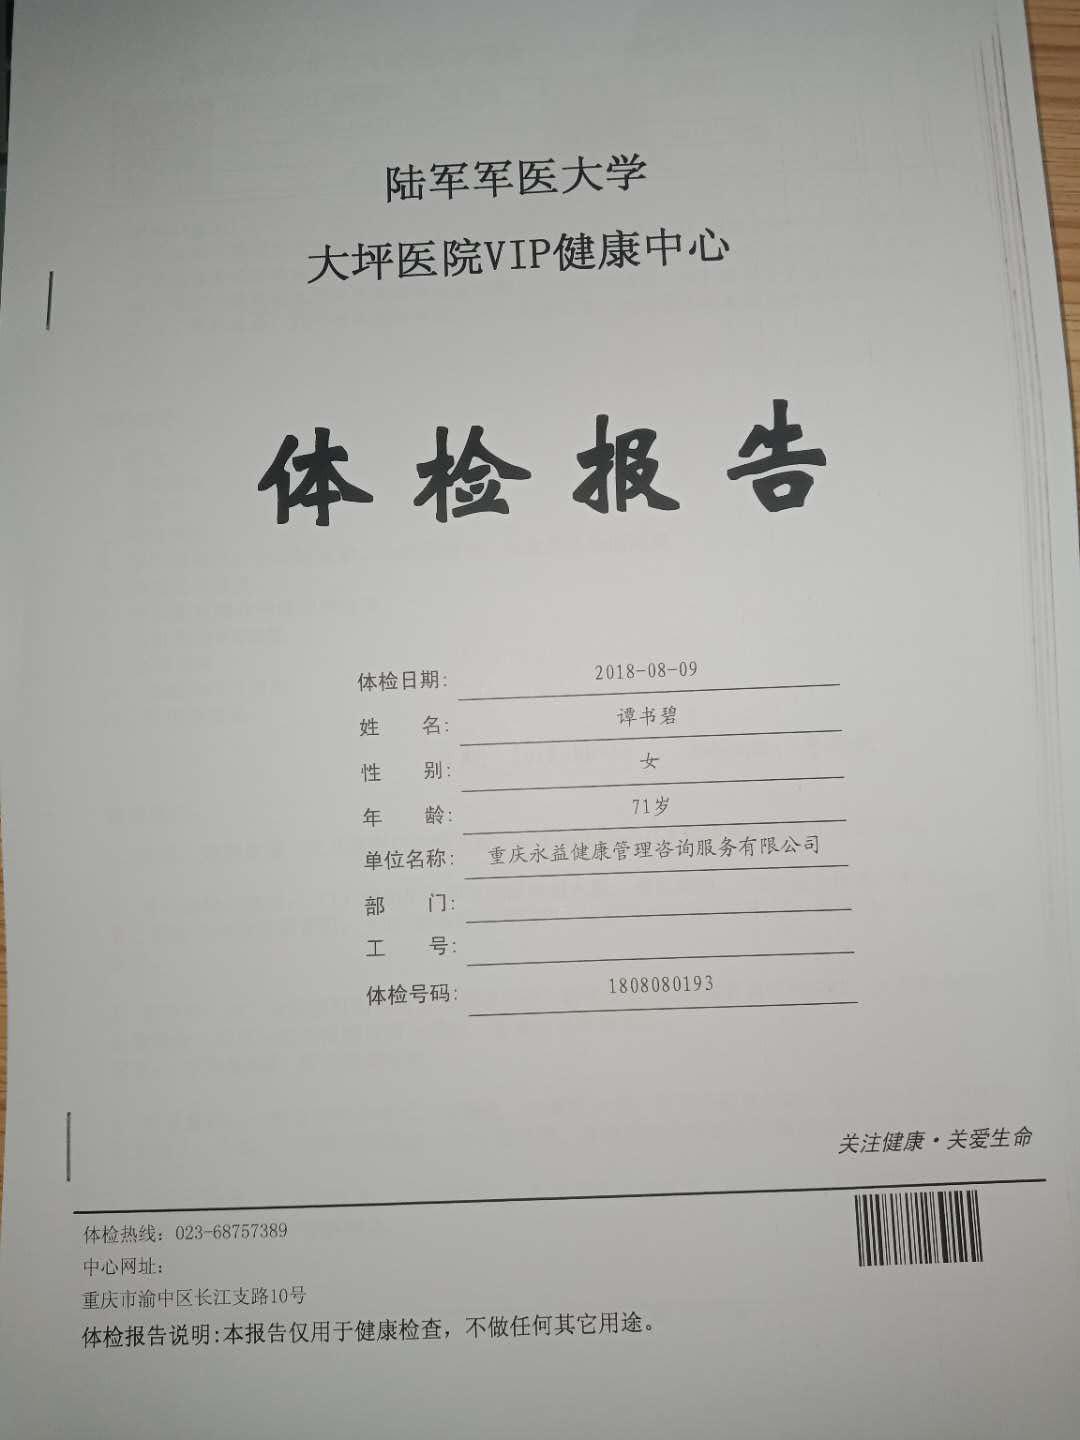 陆军军医大学
大坪医院VIP健康中心
体检报告
体检日期: 2018-08-09
姓 名: 谭书碧
性 别: 女
年 龄: 71岁
单位名称: 重庆永益健康管理咨询服务有限公司
部 门:
工 号:
体检号码: 1808080193
关注健康·关爱生命
体检热线: 023-68757389
中心网址:
重庆市渝中区长江支路10号
体检报告说明:本报告仅用于健康检查，不做任何其它用途。